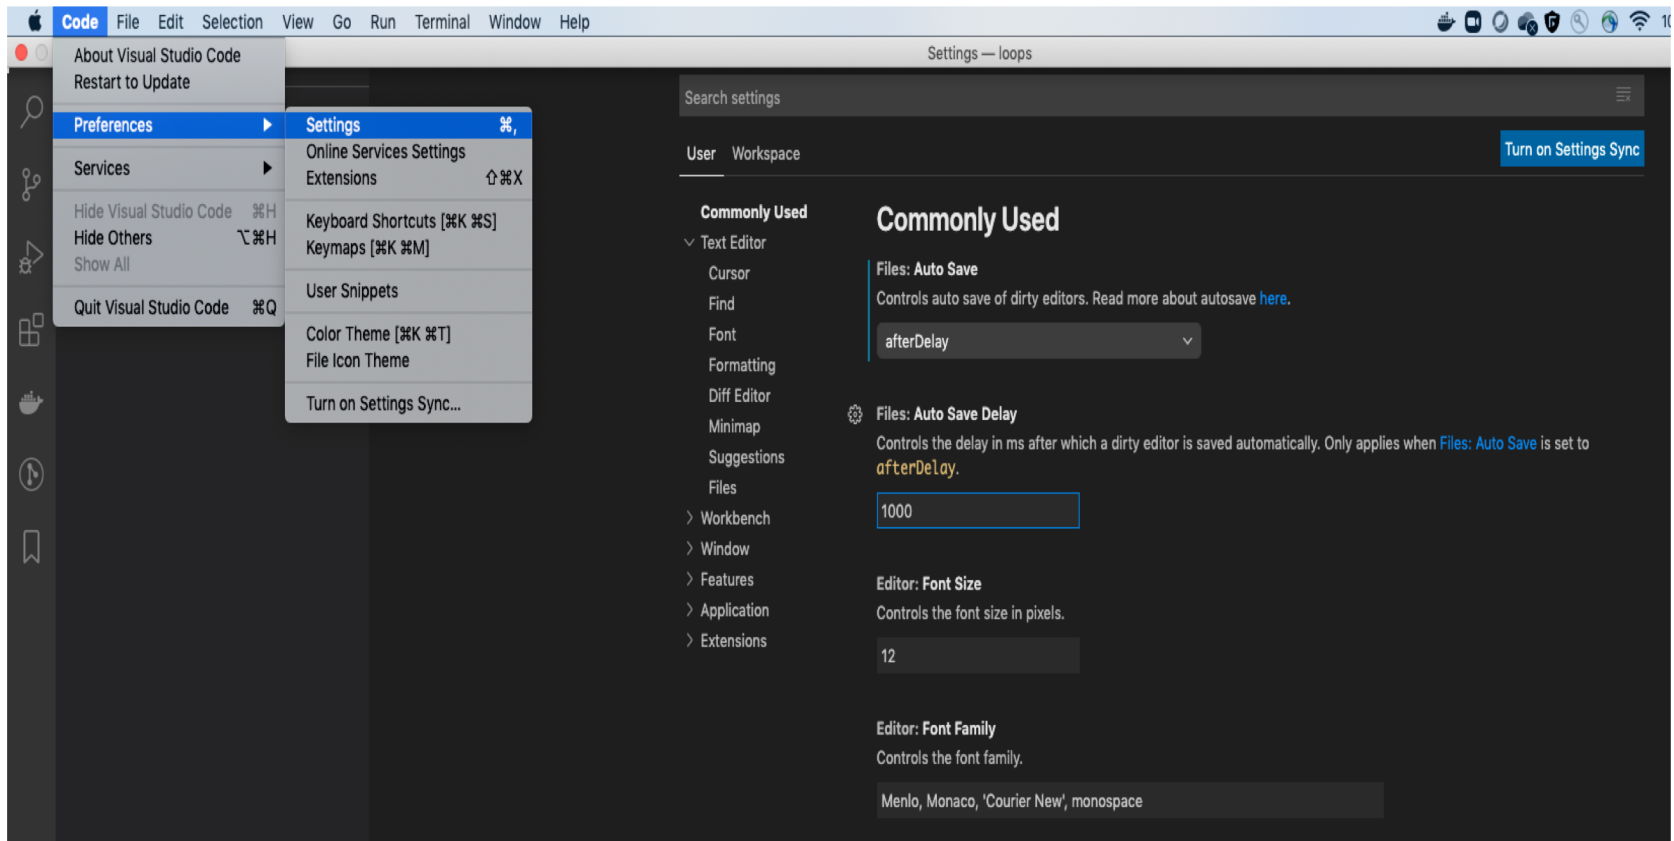 Code File Edit Selection View Go Run Terminal Window Help
Settings — loops
About Visual Studio Code
Restart to Update
Preferences
Services
Hide Visual Studio Code ⌘H
Hide Others ⌥⌘H
Show All
Quit Visual Studio Code ⌘Q
Settings ⌘,
Online Services Settings
Extensions ⇧⌘X
Keyboard Shortcuts [⌘K ⌘S]
Keymaps [⌘K ⌘M]
User Snippets
Color Theme [⌘K ⌘T]
File Icon Theme
Turn on Settings Sync...
Search settings
User Workspace
Turn on Settings Sync
Commonly Used
Text Editor
Cursor
Find
Font
Formatting
Diff Editor
Minimap
Suggestions
Files
Workbench
Window
Features
Application
Extensions
Commonly Used
Files: Auto Save
Controls auto save of dirty editors. Read more about autosave here.
afterDelay
Files: Auto Save Delay
Controls the delay in ms after which a dirty editor is saved automatically. Only applies when Files: Auto Save is set to
afterDelay.
1000
Editor: Font Size
Controls the font size in pixels.
12
Editor: Font Family
Controls the font family.
Menlo, Monaco, 'Courier New', monospace